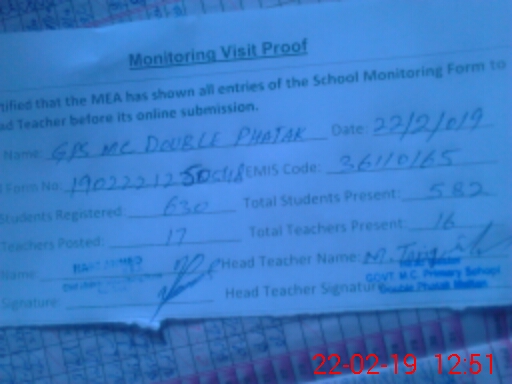 Monitoring Visit Proof
tified that the MEA has shown all entries of the School Monitoring Form to
ad Teacher before its online submission.
Name: GPS MC DOUBLE PHATAK Date: 22/2/019
Form No. EMIS Code: 36110165
Students Registered 630 Total Students Present: 582
Teachers Posted: 17 Total Teachers Present: 16
Name: Head Teacher Name: M.
Signature: Head Teacher Signatur
GOVT. M.C. Primary School
Double Phatak Multan
22-02-19 12:51